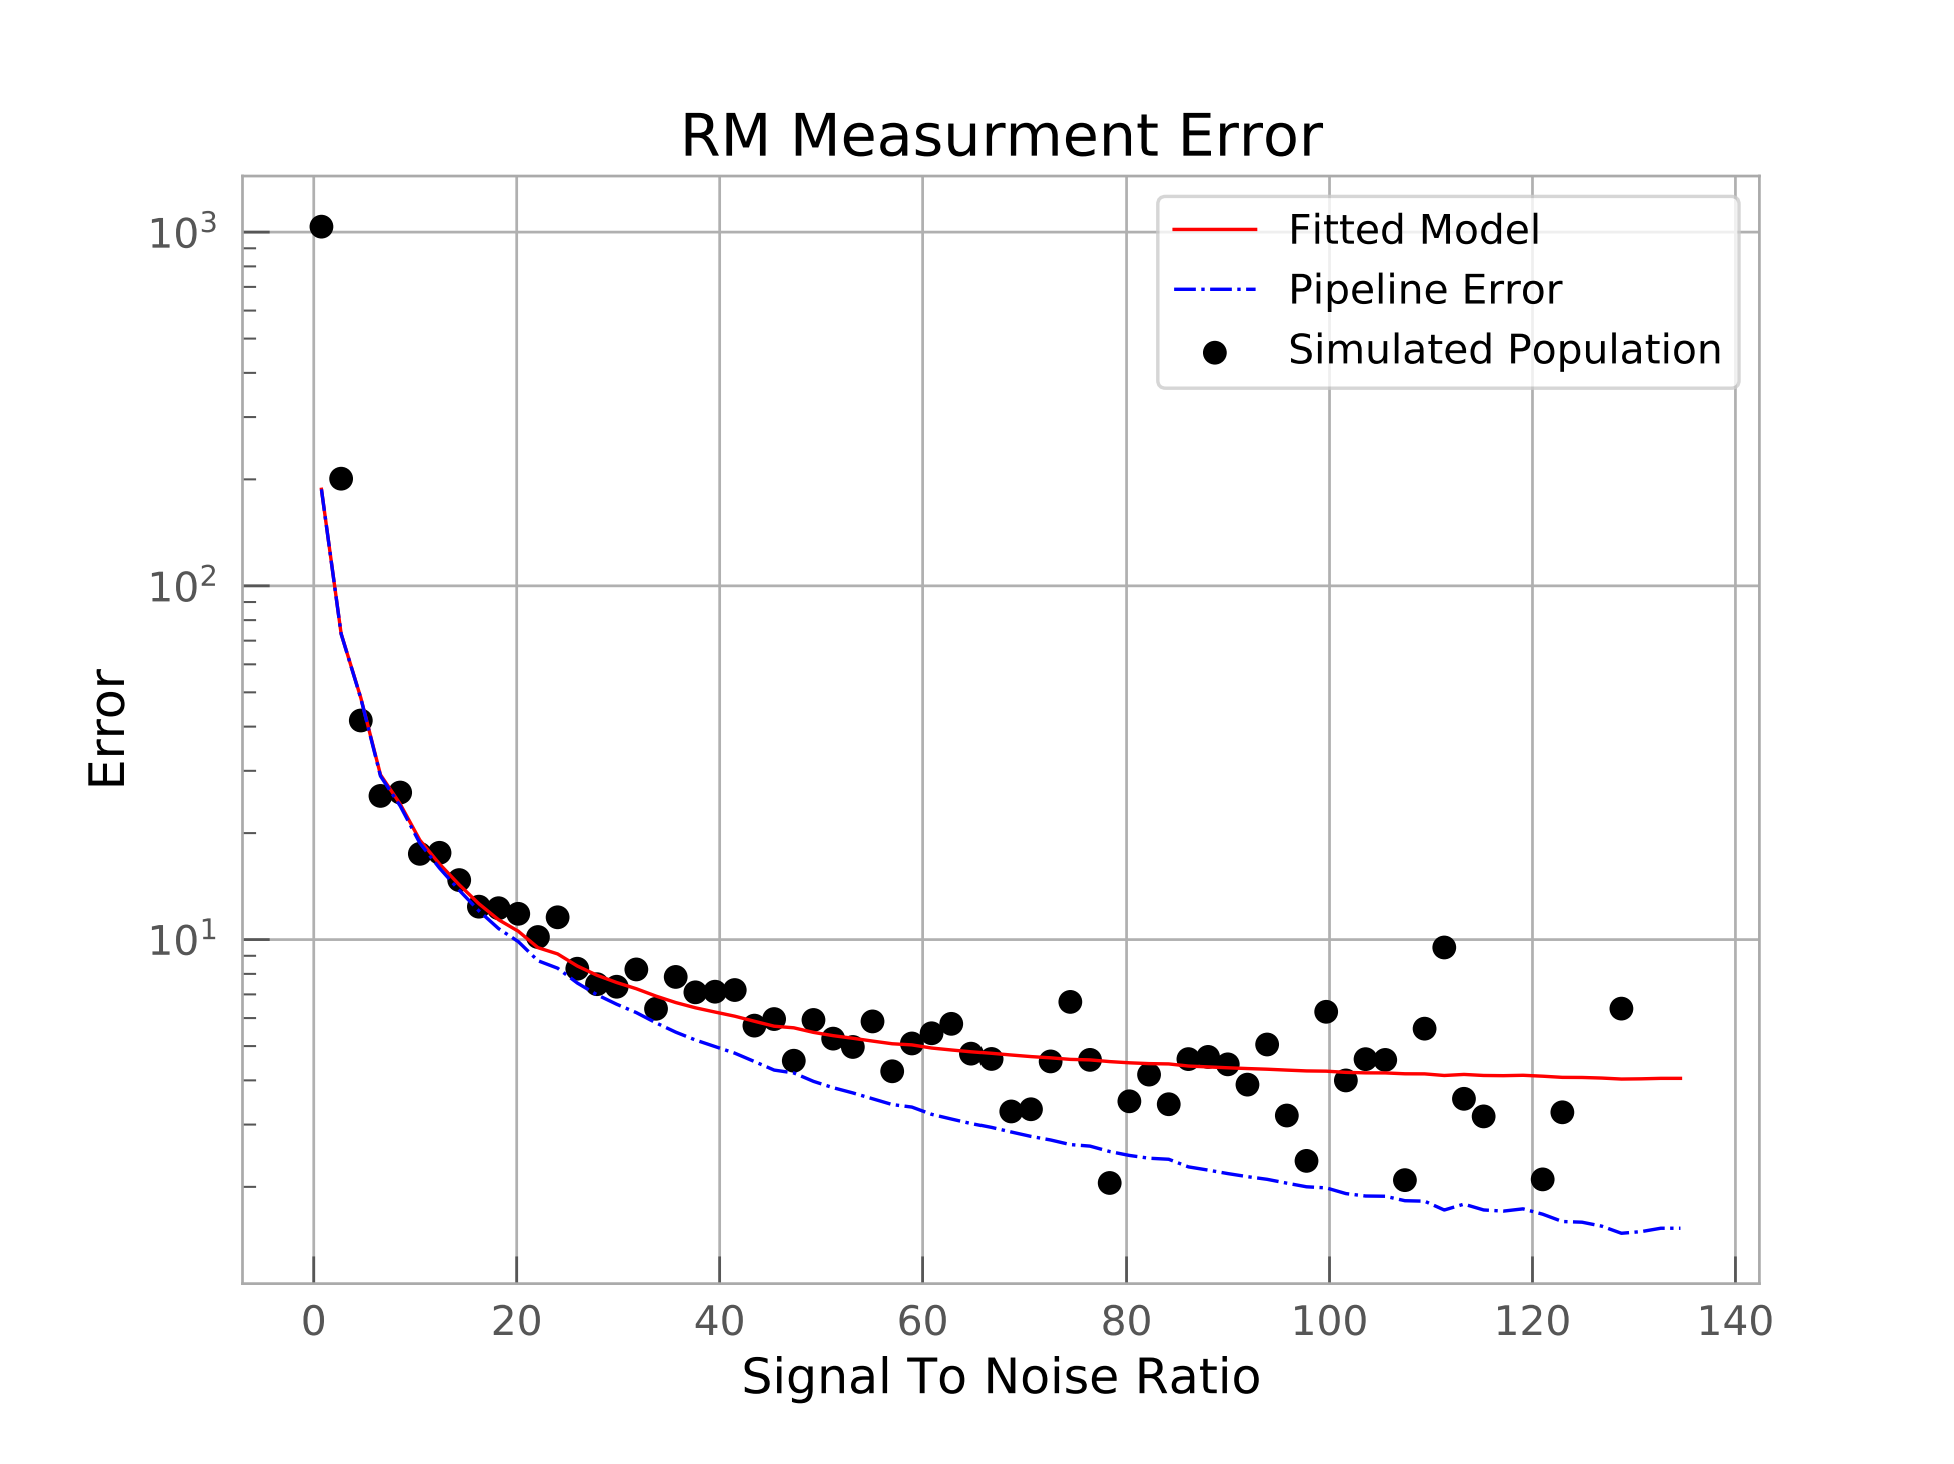 RM Measurment Error
Fitted Model
Pipeline Error
Simulated Population
10³
10²
10¹
Error
0 20 40 60 80 100 120 140
Signal To Noise Ratio